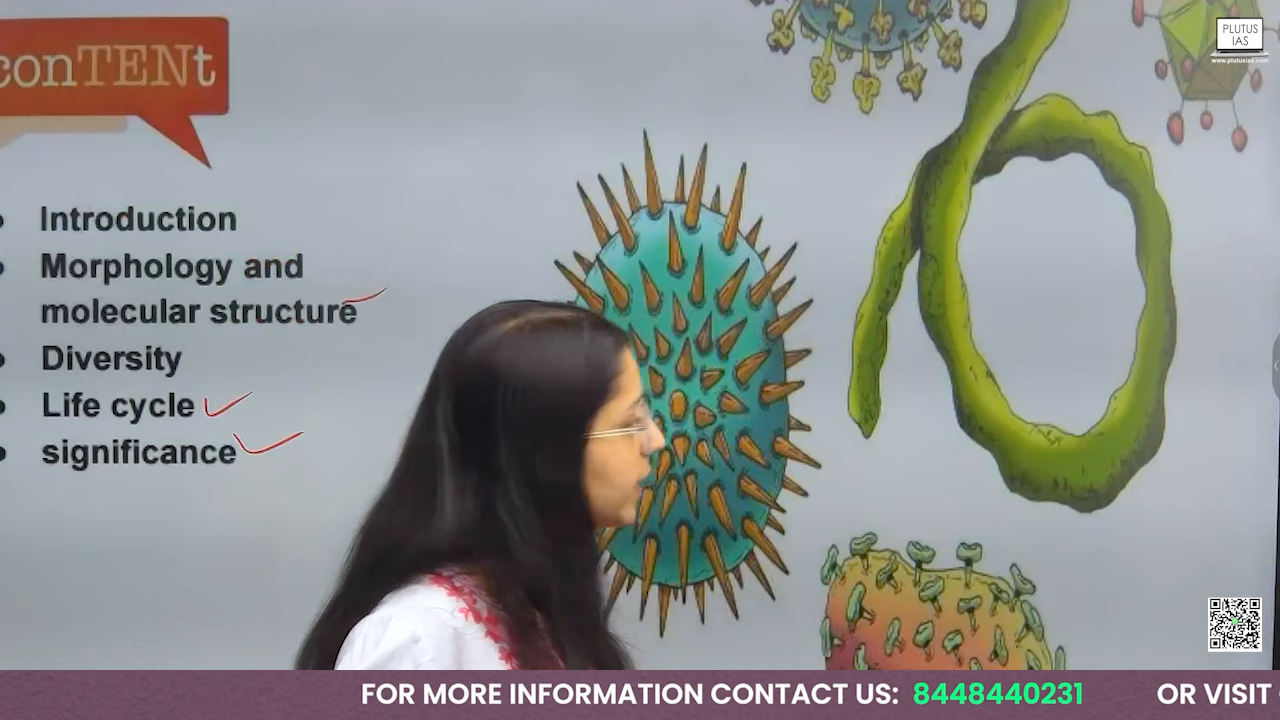 conTENt
PLUTUS
IAS
www.plutusias.com
Introduction
Morphology and
molecular structure
Diversity
Life cycle
significance
FOR MORE INFORMATION CONTACT US: 8448440231 OR VISIT